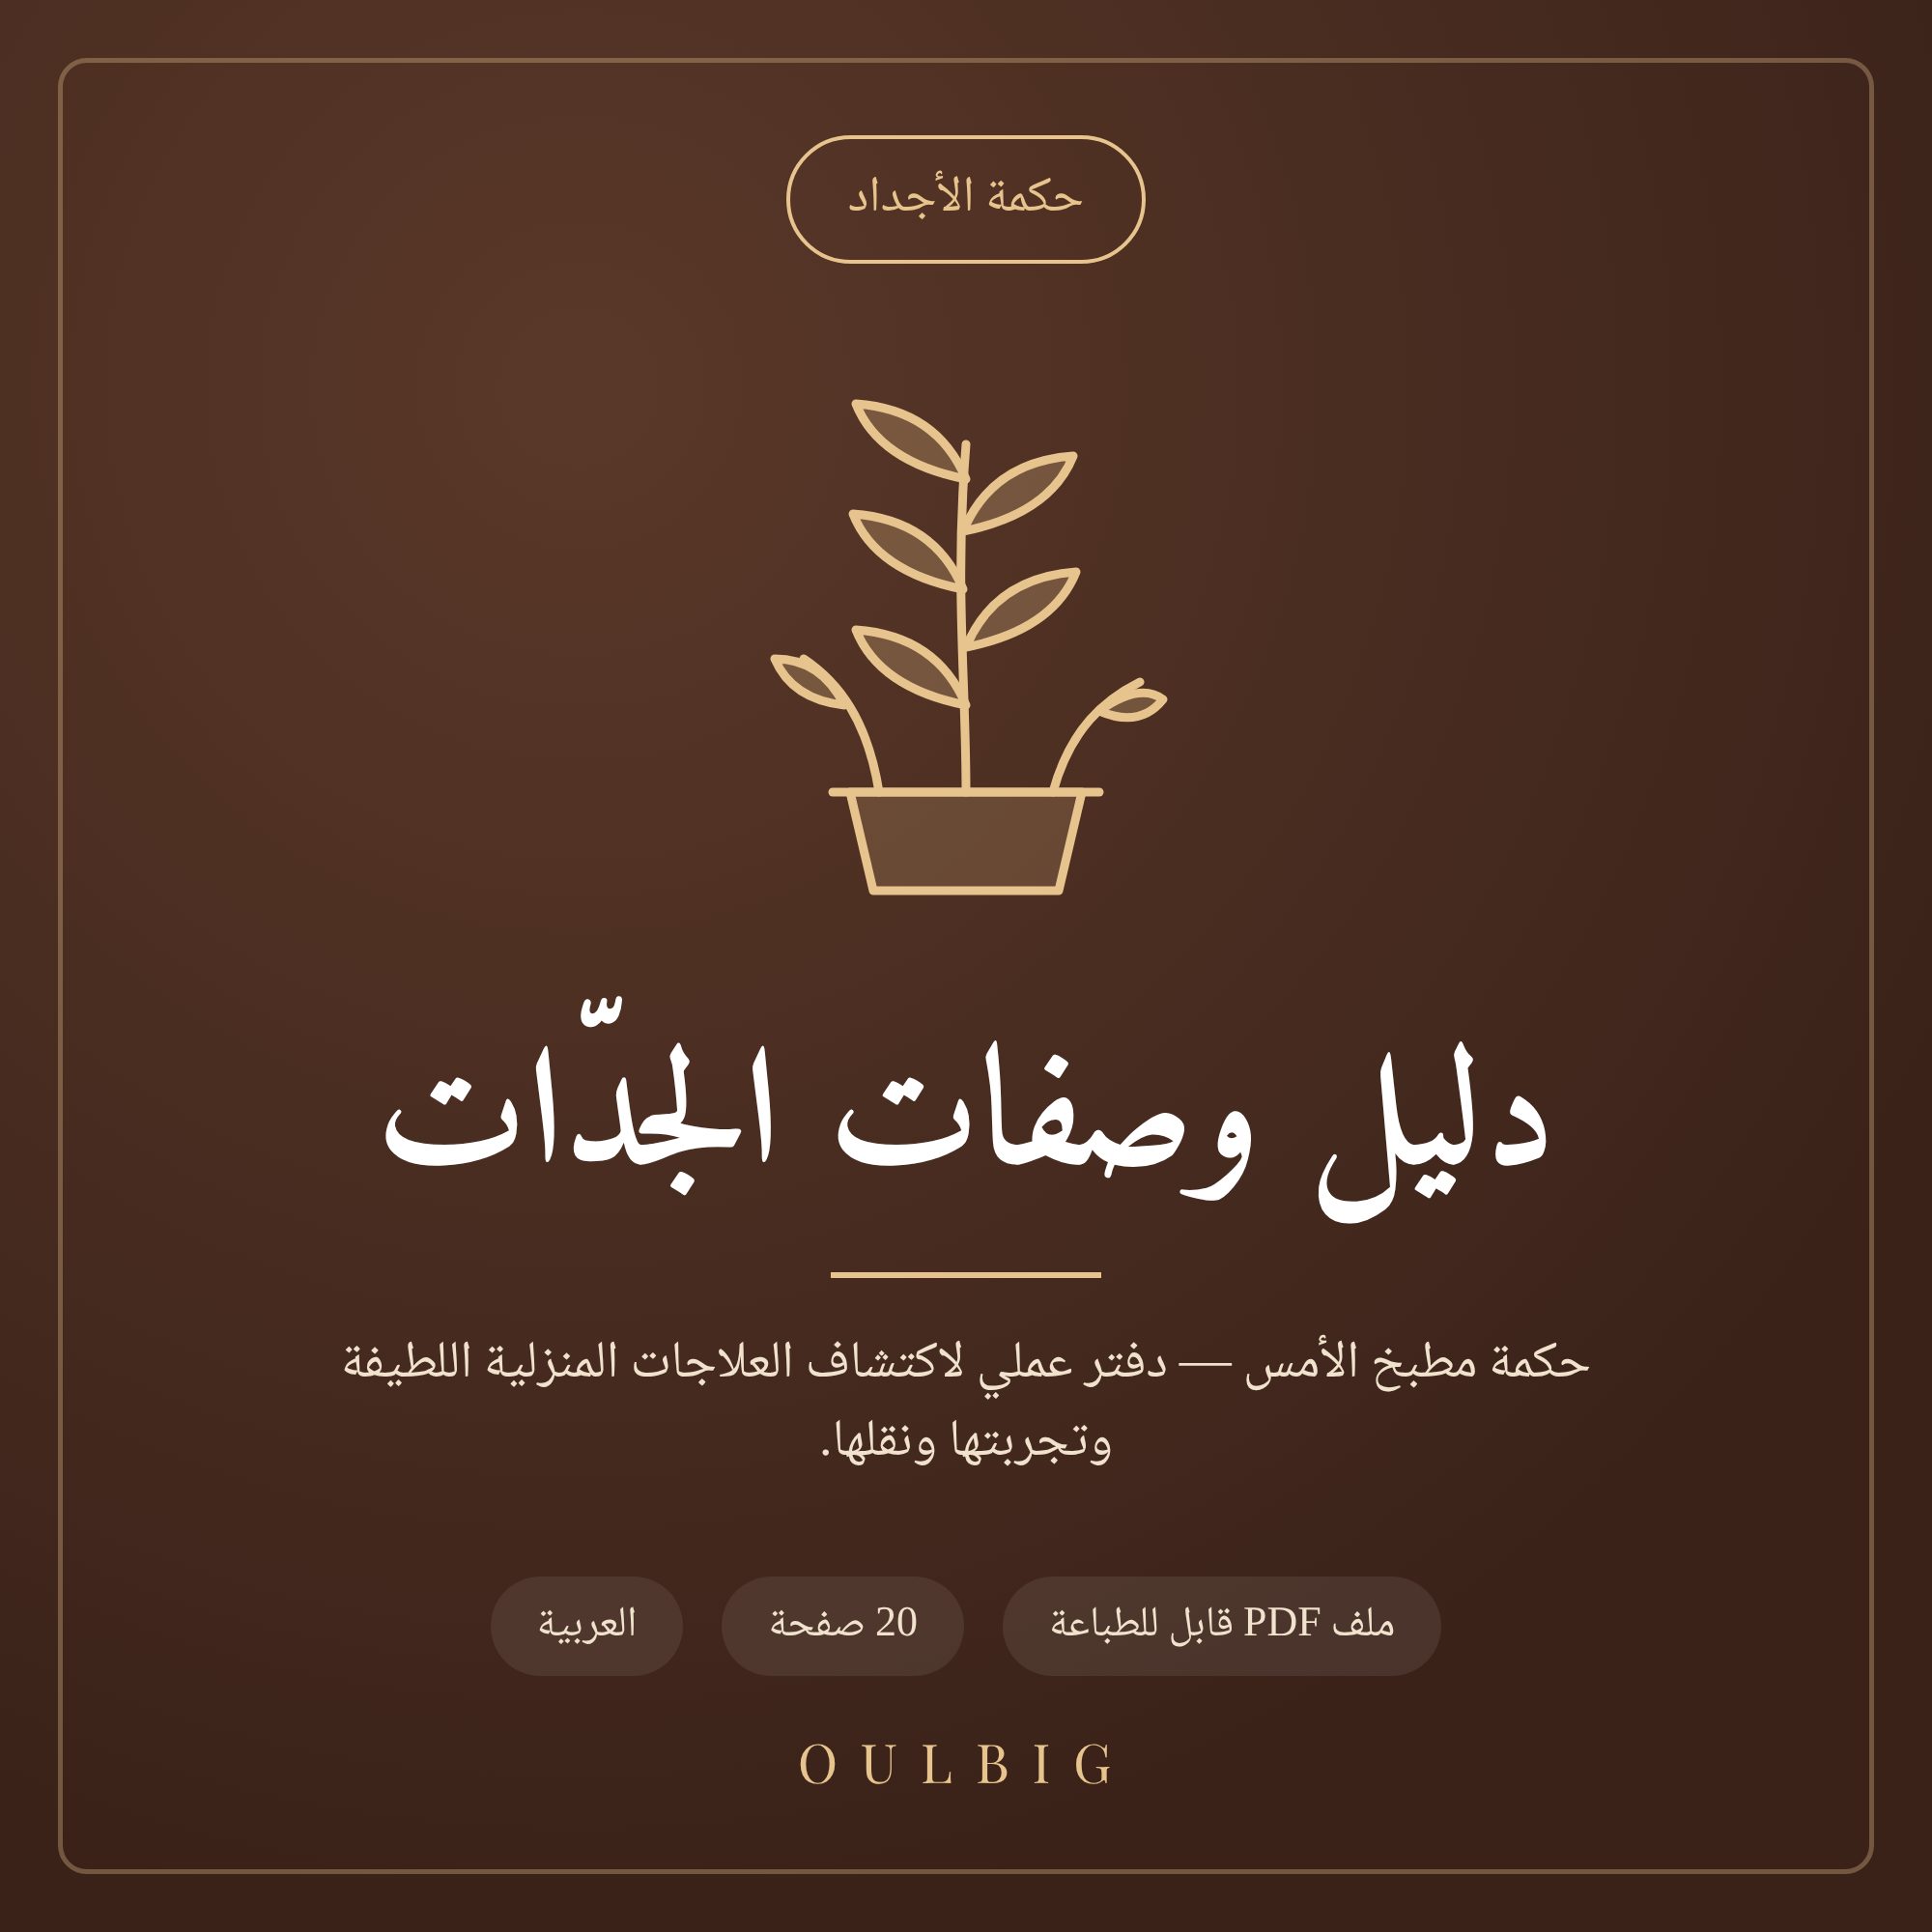 حكمة الأجداد
دليل وصفات الجدّات
حكمة مطبخ الأمس — دفتر عملي لاكتشاف العلاجات المنزلية اللطيفة
وتجربتها ونقلها.
ملف PDF قابل للطباعة
20 صفحة
العربية
OULBIG